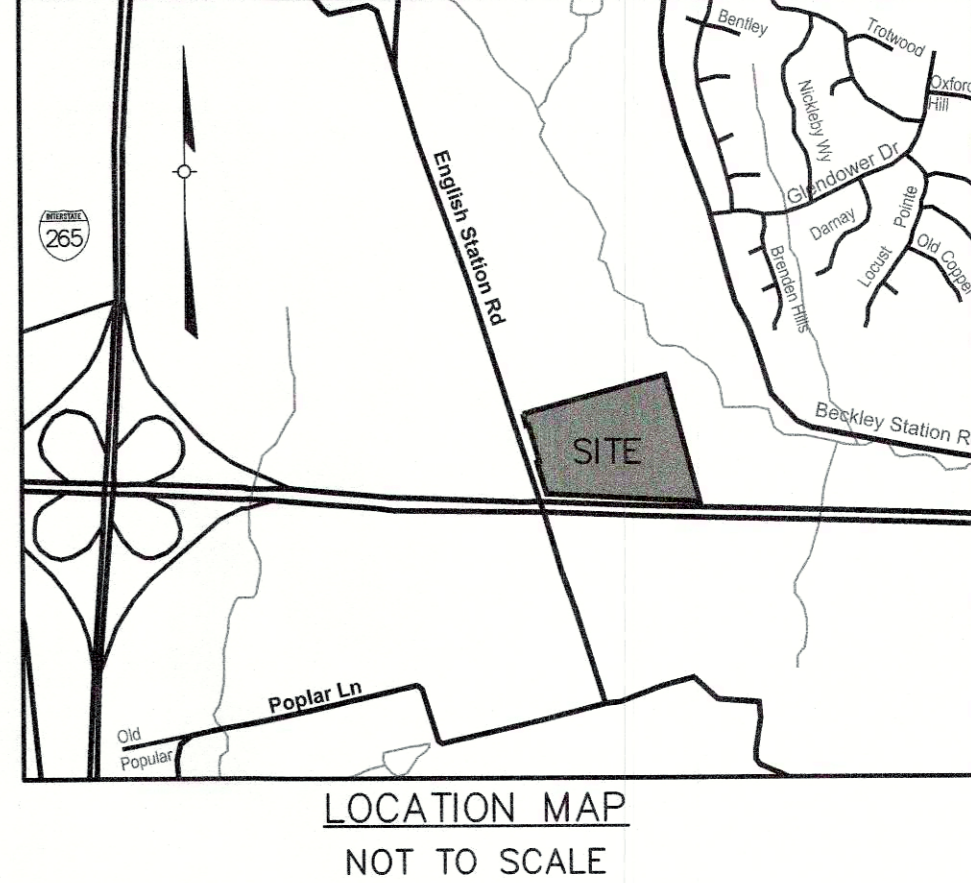 Bentley
Trotwood
Oxford
Hill
Nickleby Wy
Glendower Dr
English Station Rd
INTERSTATE
265
Darnay
Pointe
Locust
Old Copper
Brenden Hills
SITE
Beckley Station R
Poplar Ln
Old
Popular
LOCATION MAP
NOT TO SCALE